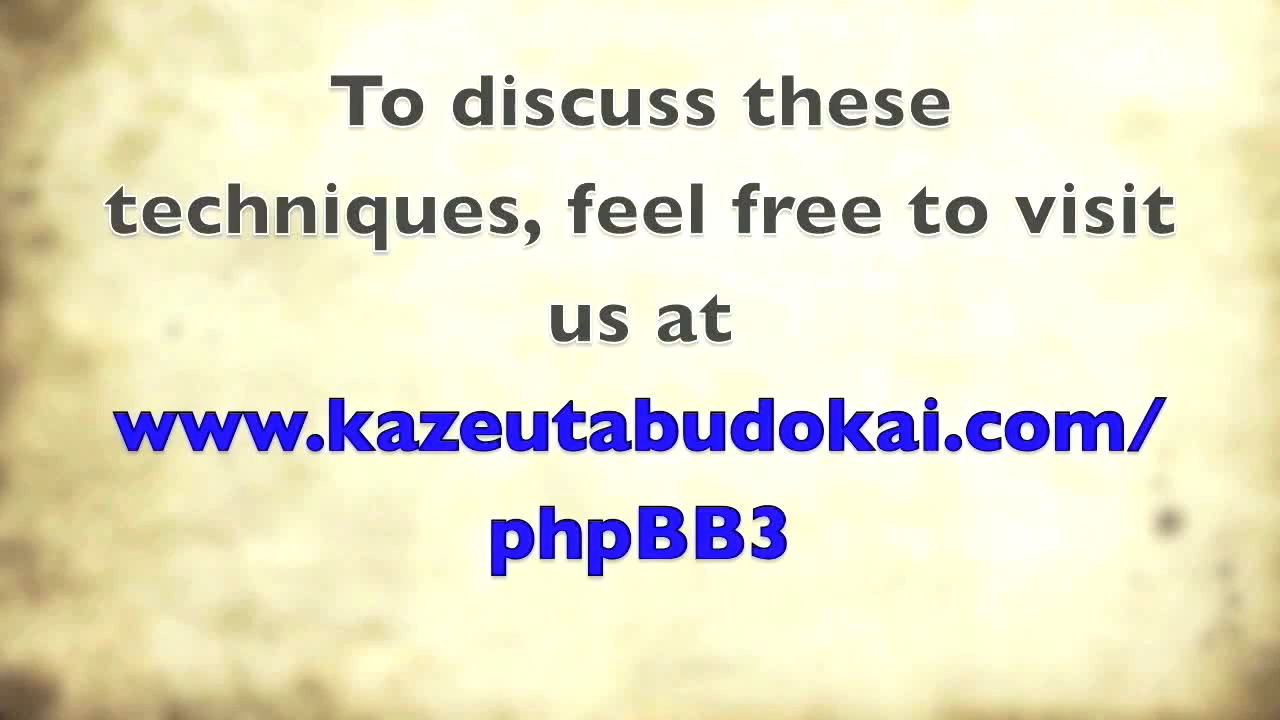 To discuss these
techniques, feel free to visit
us at
www.kazeutabudokai.com/
phpBB3